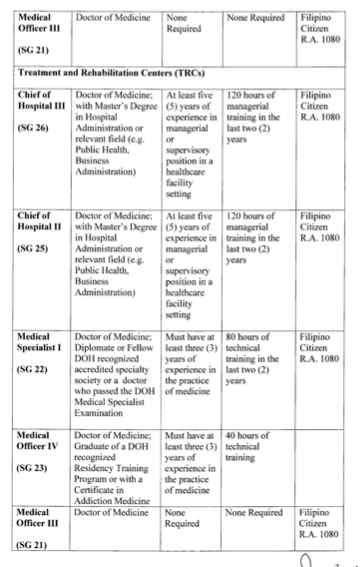 Medical Officer III (SG 21) | Doctor of Medicine | None Required | None Required | Filipino Citizen R.A. 1080
Treatment and Rehabilitation Centers (TRCs)
Chief of Hospital III (SG 26) | Doctor of Medicine; with Master's Degree in Hospital Administration or relevant field (e.g. Public Health, Business Administration) | At least five (5) years of experience in managerial or supervisory position in a healthcare facility setting | 120 hours of managerial training in the last two (2) years | Filipino Citizen R.A. 1080
Chief of Hospital II (SG 25) | Doctor of Medicine; with Master's Degree in Hospital Administration or relevant field (e.g. Public Health, Business Administration) | At least five (5) years of experience in managerial or supervisory position in a healthcare facility setting | 120 hours of managerial training in the last two (2) years | Filipino Citizen R.A. 1080
Medical Specialist I (SG 22) | Doctor of Medicine; Diplomate or Fellow DOH recognized accredited specialty society or a doctor who passed the DOH Medical Specialist Examination | Must have at least three (3) years of experience in the practice of medicine | 80 hours of technical training in the last two (2) years | Filipino Citizen R.A. 1080
Medical Officer IV (SG 23) | Doctor of Medicine; Graduate of a DOH recognized Residency Training Program or with a Certificate in Addiction Medicine | Must have at least three (3) years of experience in the practice of medicine | 40 hours of technical training
Medical Officer III (SG 21) | Doctor of Medicine | None Required | None Required | Filipino Citizen R.A. 1080